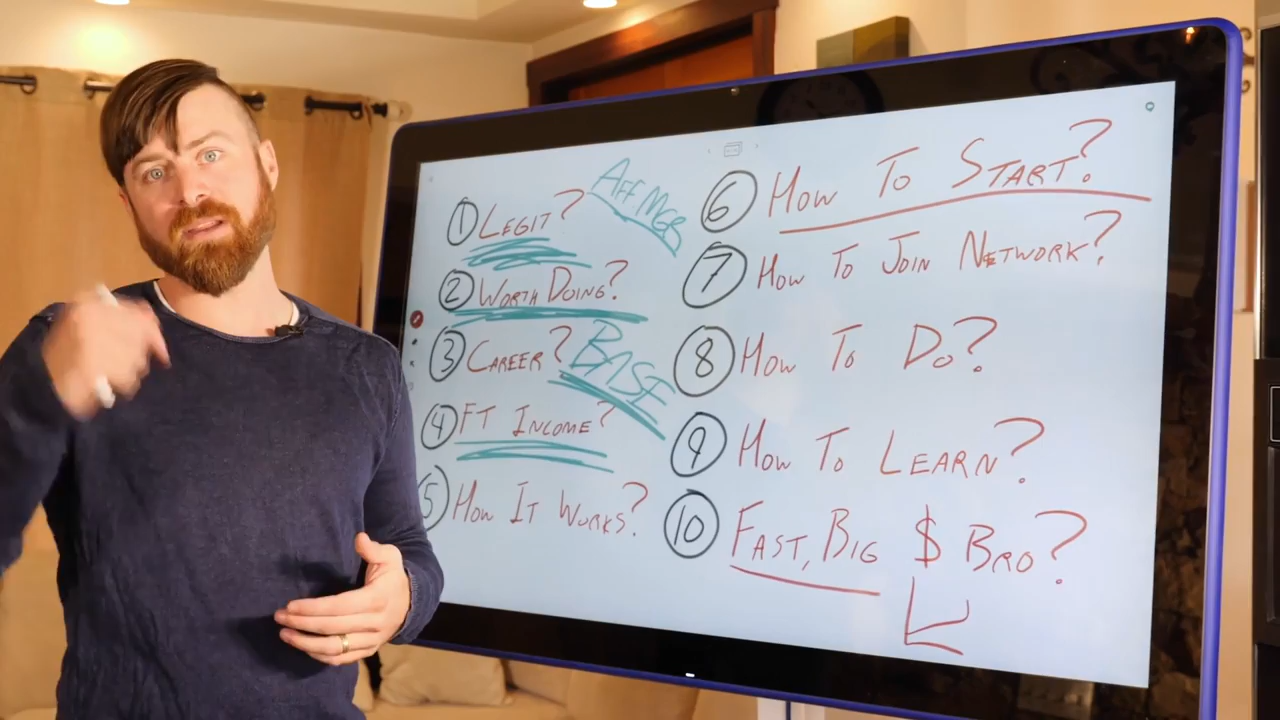 1 LEGIT?
AFF MGR
2 WORTH DOING?
3 CAREER?
BASE
4 FT INCOME?
5 HOW IT WORKS?
6 HOW TO START?
7 HOW TO JOIN NETWORK?
8 HOW TO DO?
9 HOW TO LEARN?
10 FAST, BIG $ BRO?